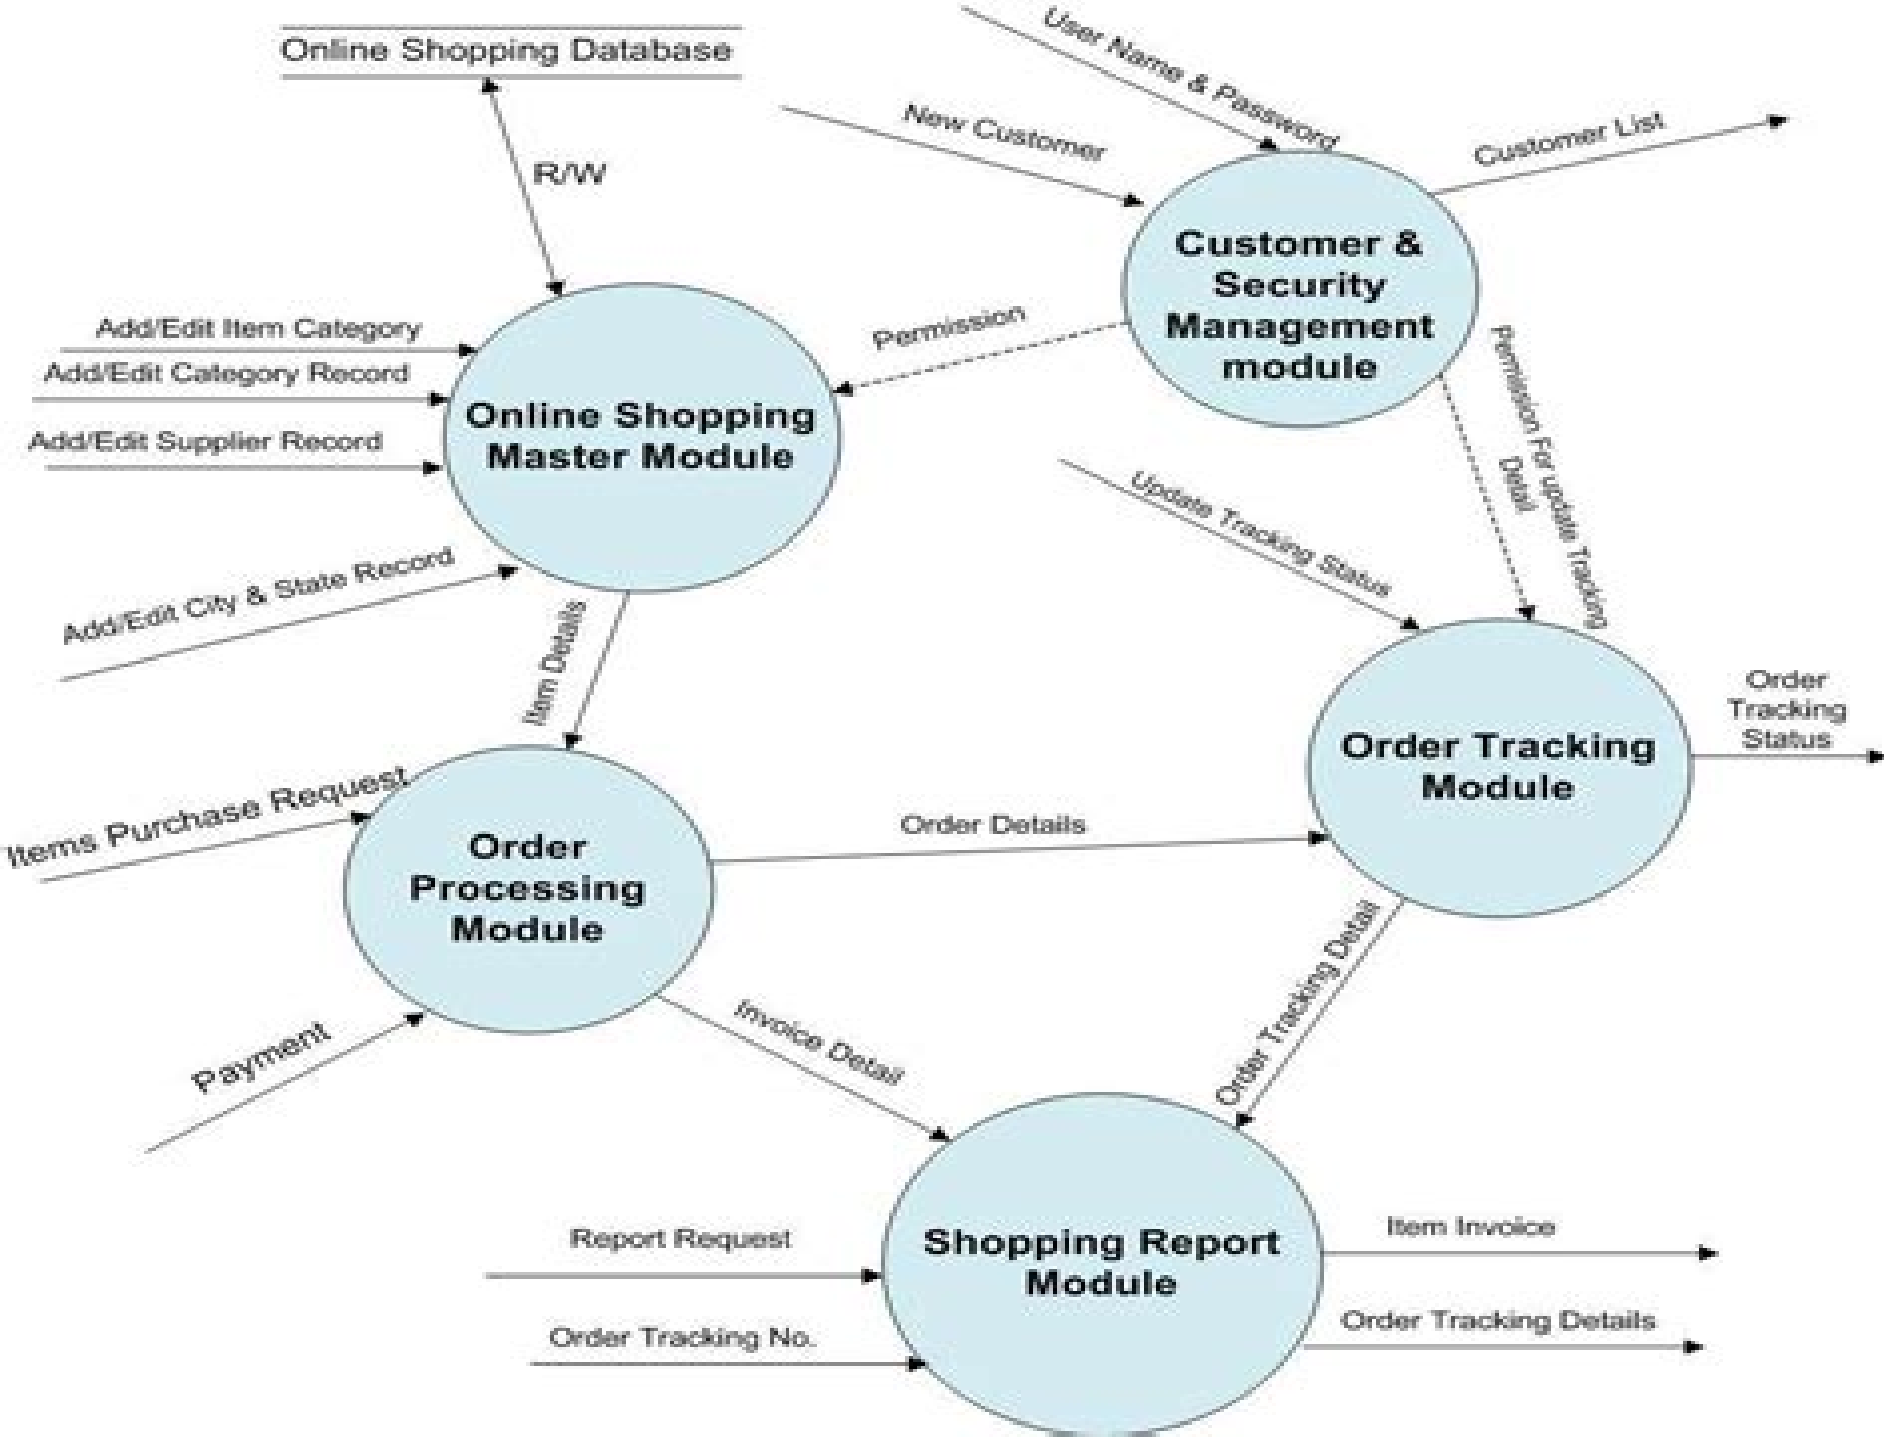 Online Shopping Database
R/W
User Name & Password
New Customer
Customer List
Customer &
Security
Management
module
Permission
Permission For update Tracking
Detail
Add/Edit Item Category
Add/Edit Category Record
Add/Edit Supplier Record
Add/Edit City & State Record
Online Shopping
Master Module
Update Tracking Status
Item Details
Order Tracking
Module
Order
Tracking
Status
Items Purchase Request
Order
Processing
Module
Order Details
Payment
Invoice Detail
Order Tracking Detail
Report Request
Order Tracking No.
Shopping Report
Module
Item Invoice
Order Tracking Details